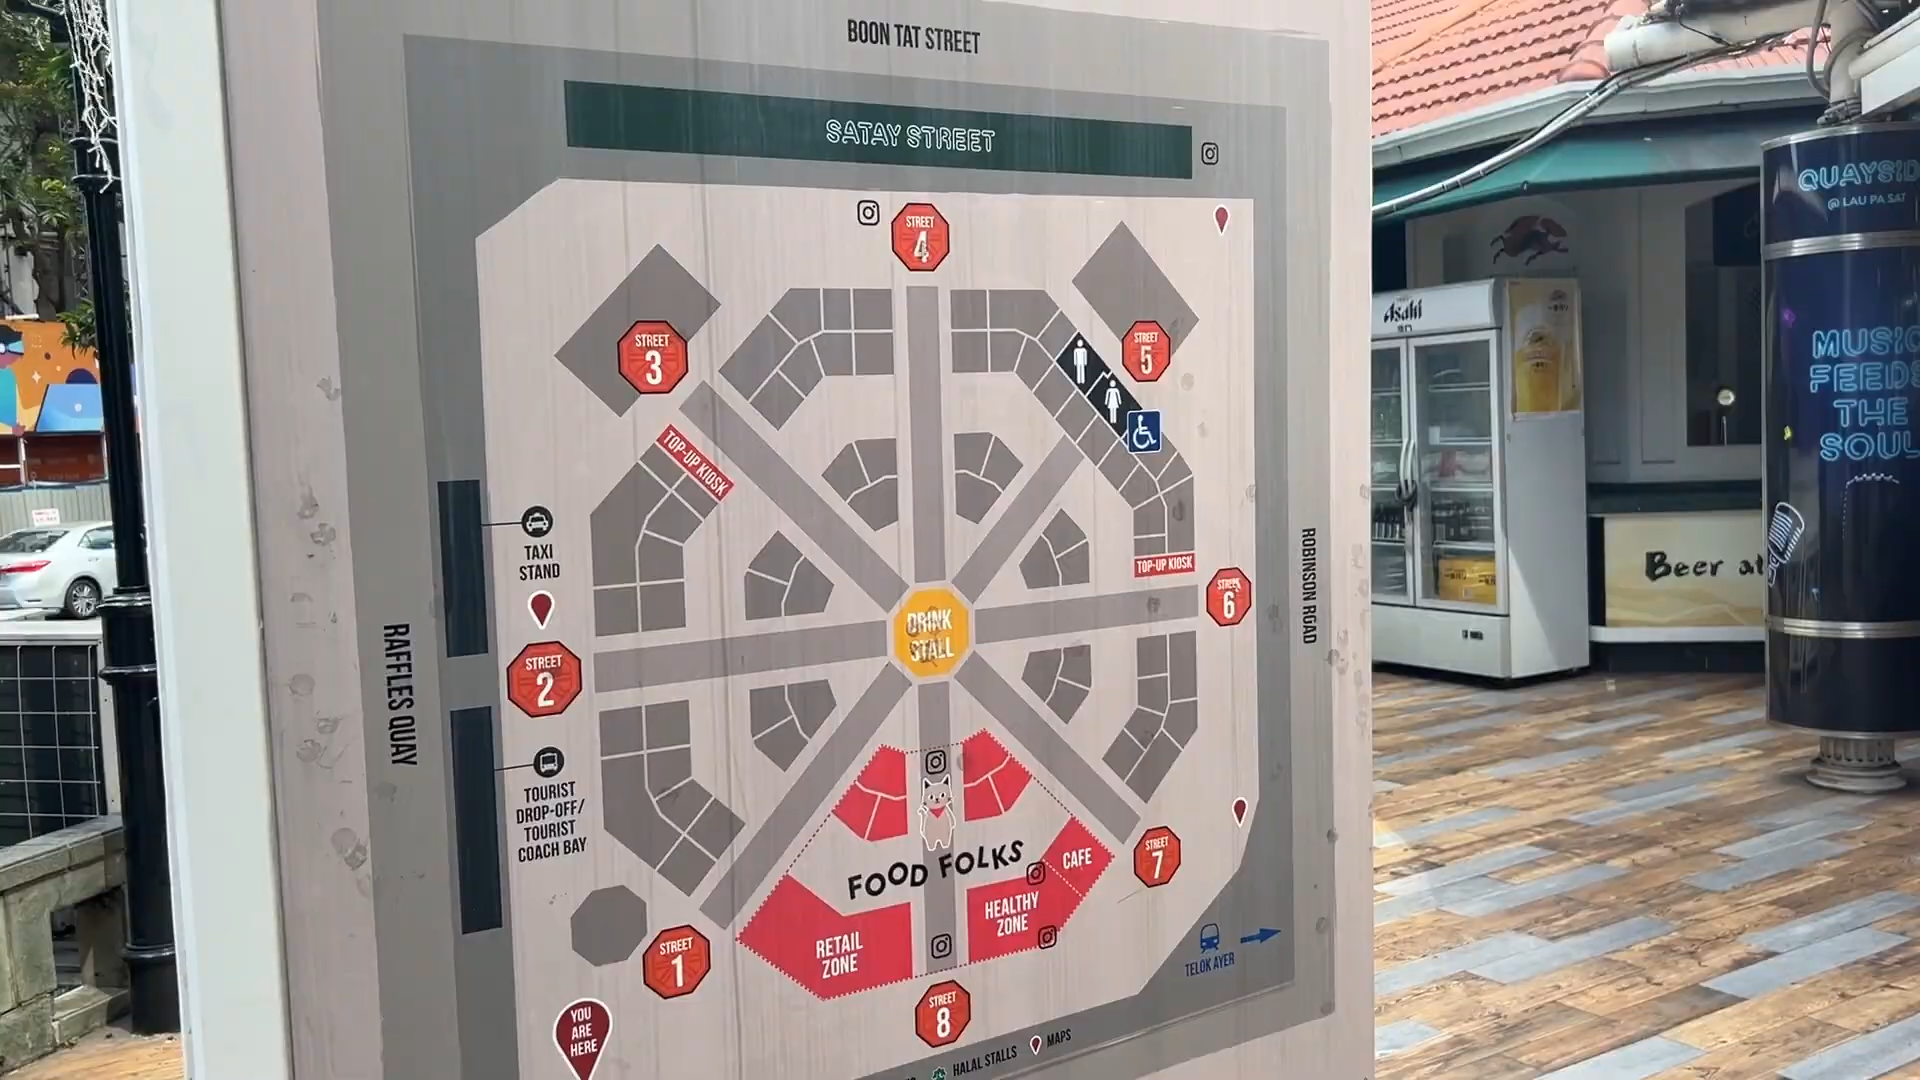 BOON TAT STREET
SATAY STREET
STREET
4
STREET
3
STREET
5
TOP-UP KIOSK
TAXI
STAND
TOP-UP KIOSK
STREET
6
DRINK
STALL
ROBINSON ROAD
RAFFLES QUAY
STREET
2
TOURIST
DROP-OFF/
TOURIST
COACH BAY
FOOD FOLKS
CAFE
STREET
7
HEALTHY
ZONE
RETAIL
ZONE
STREET
1
TELOK AYER
STREET
8
YOU
ARE
HERE
HALAL STALLS
MAPS
Asahi
Beer at
QUAYSID
@ LAU PA SAT
MUSIC
FEEDS
THE
SOUL